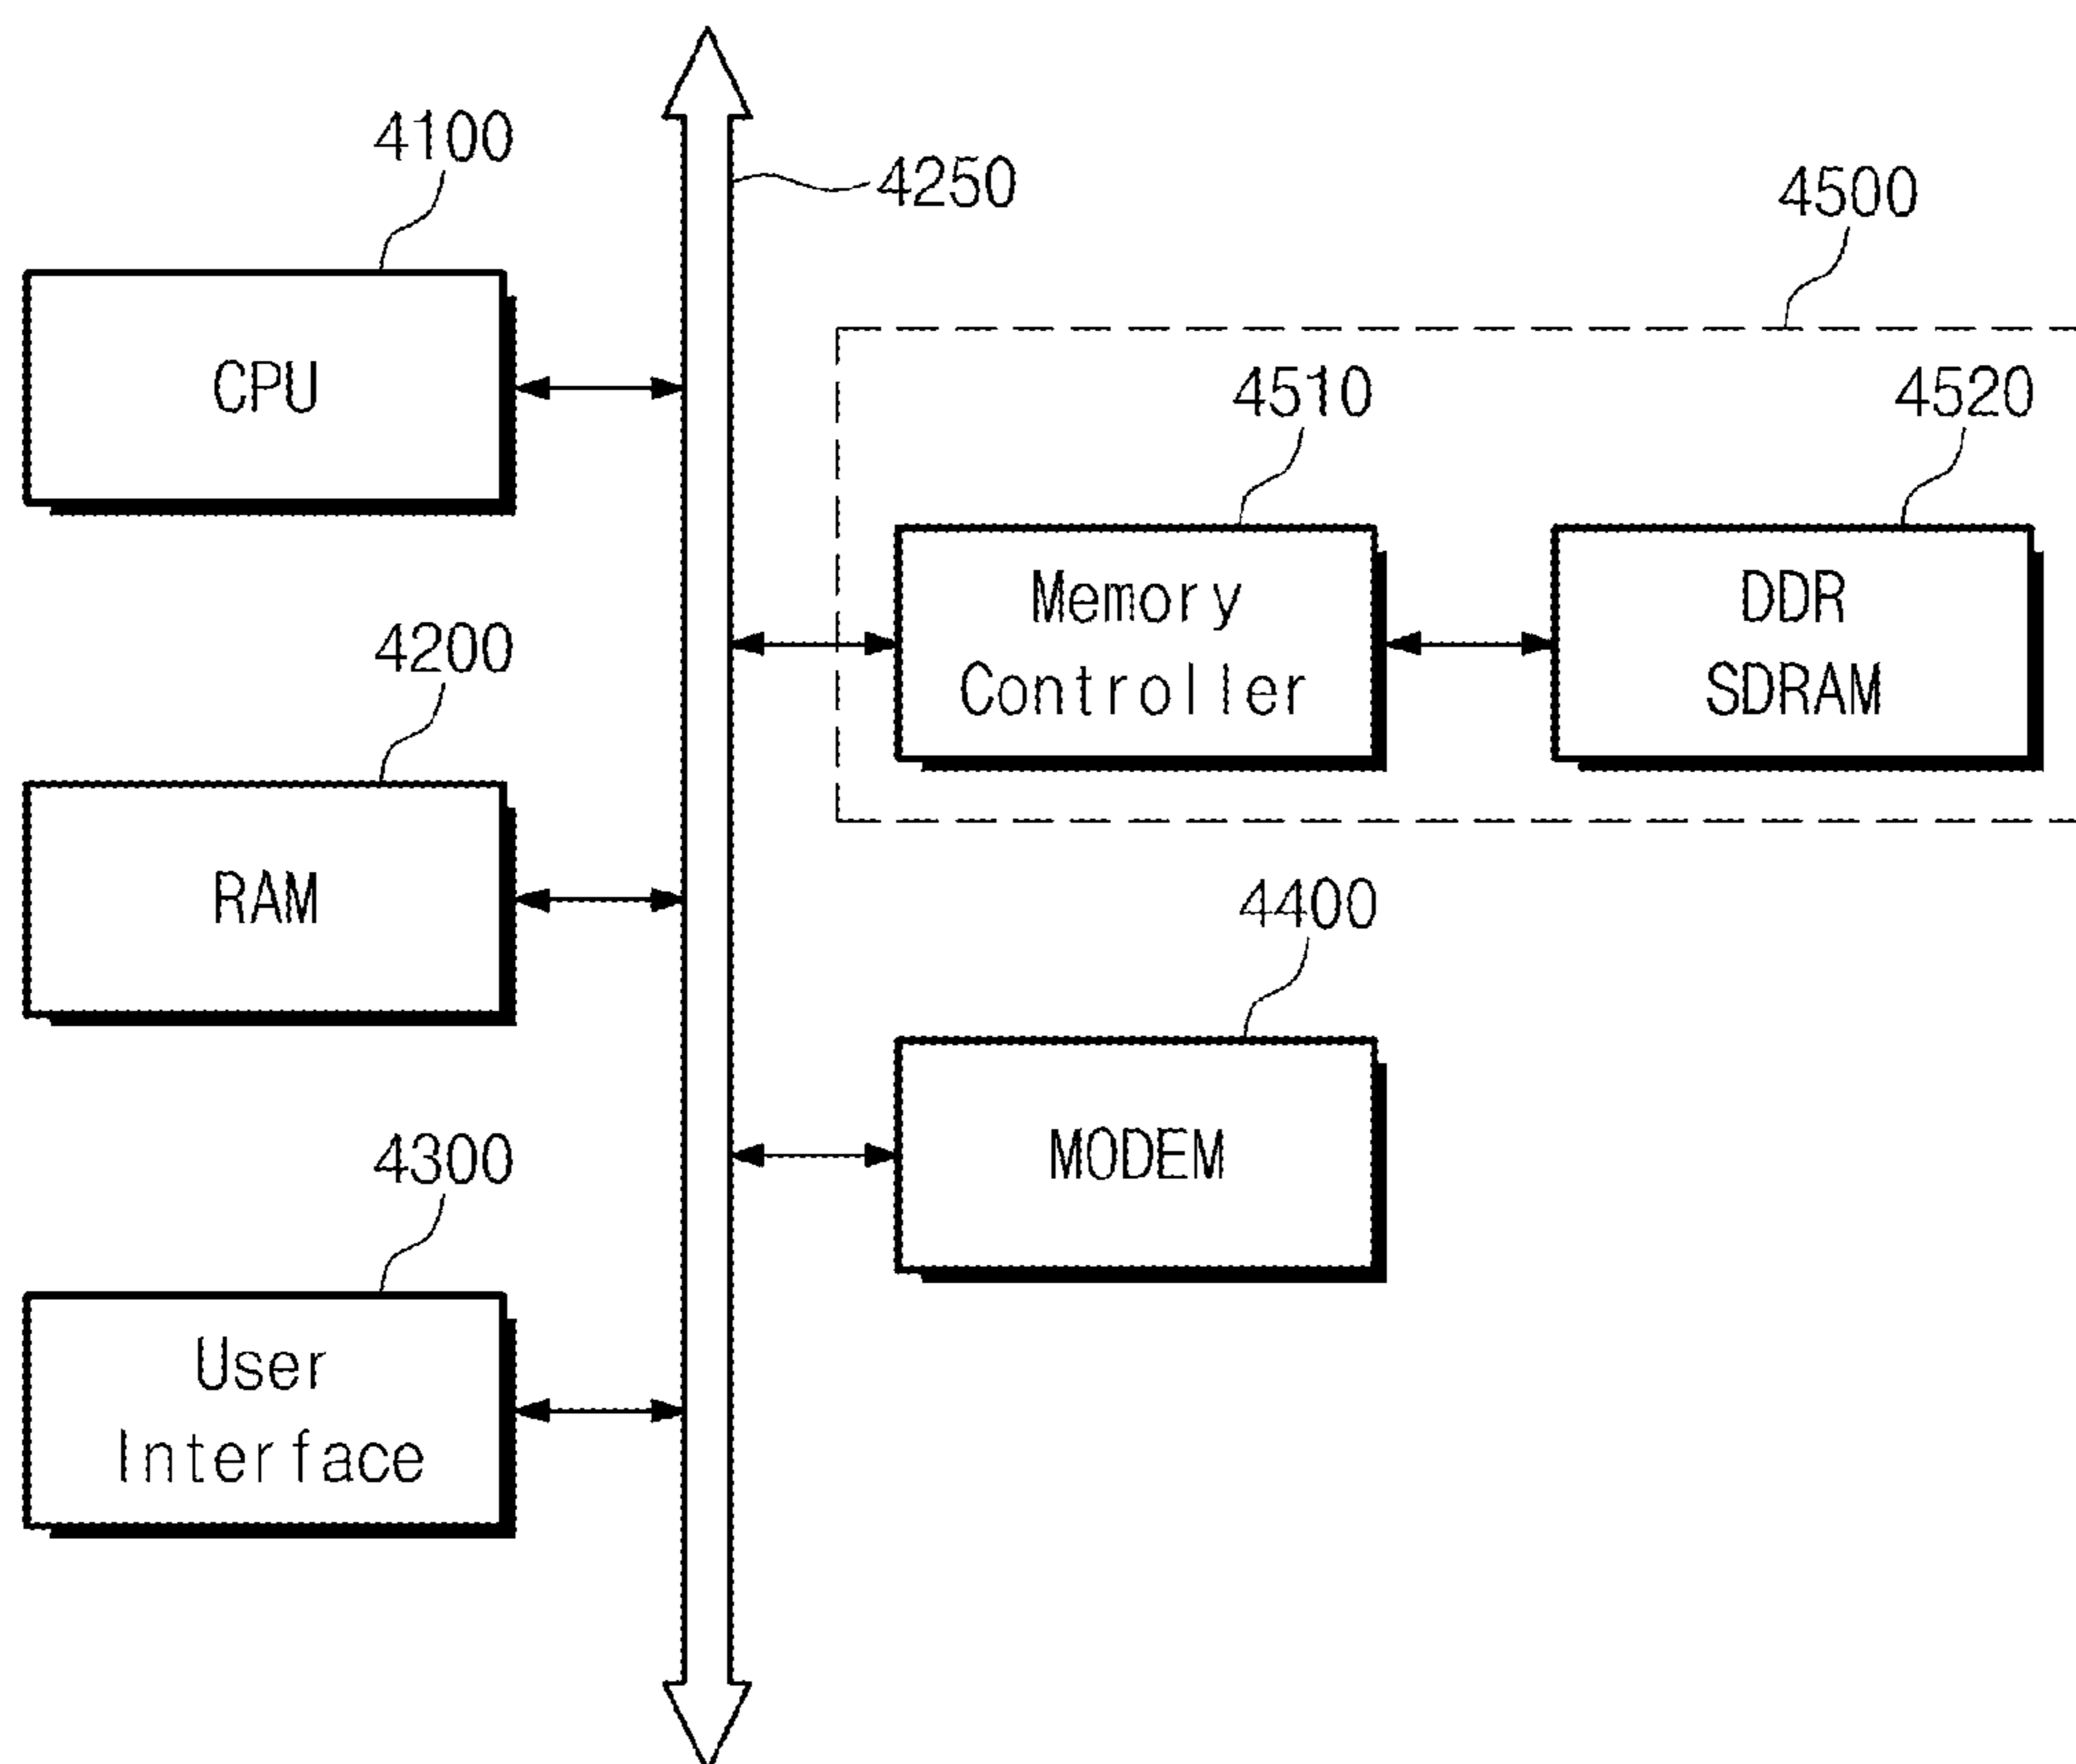 4100
4250
4500
CPU
4510
4520
Memory
Controller
DDR
SDRAM
4200
RAM
4400
MODEM
4300
User
Interface